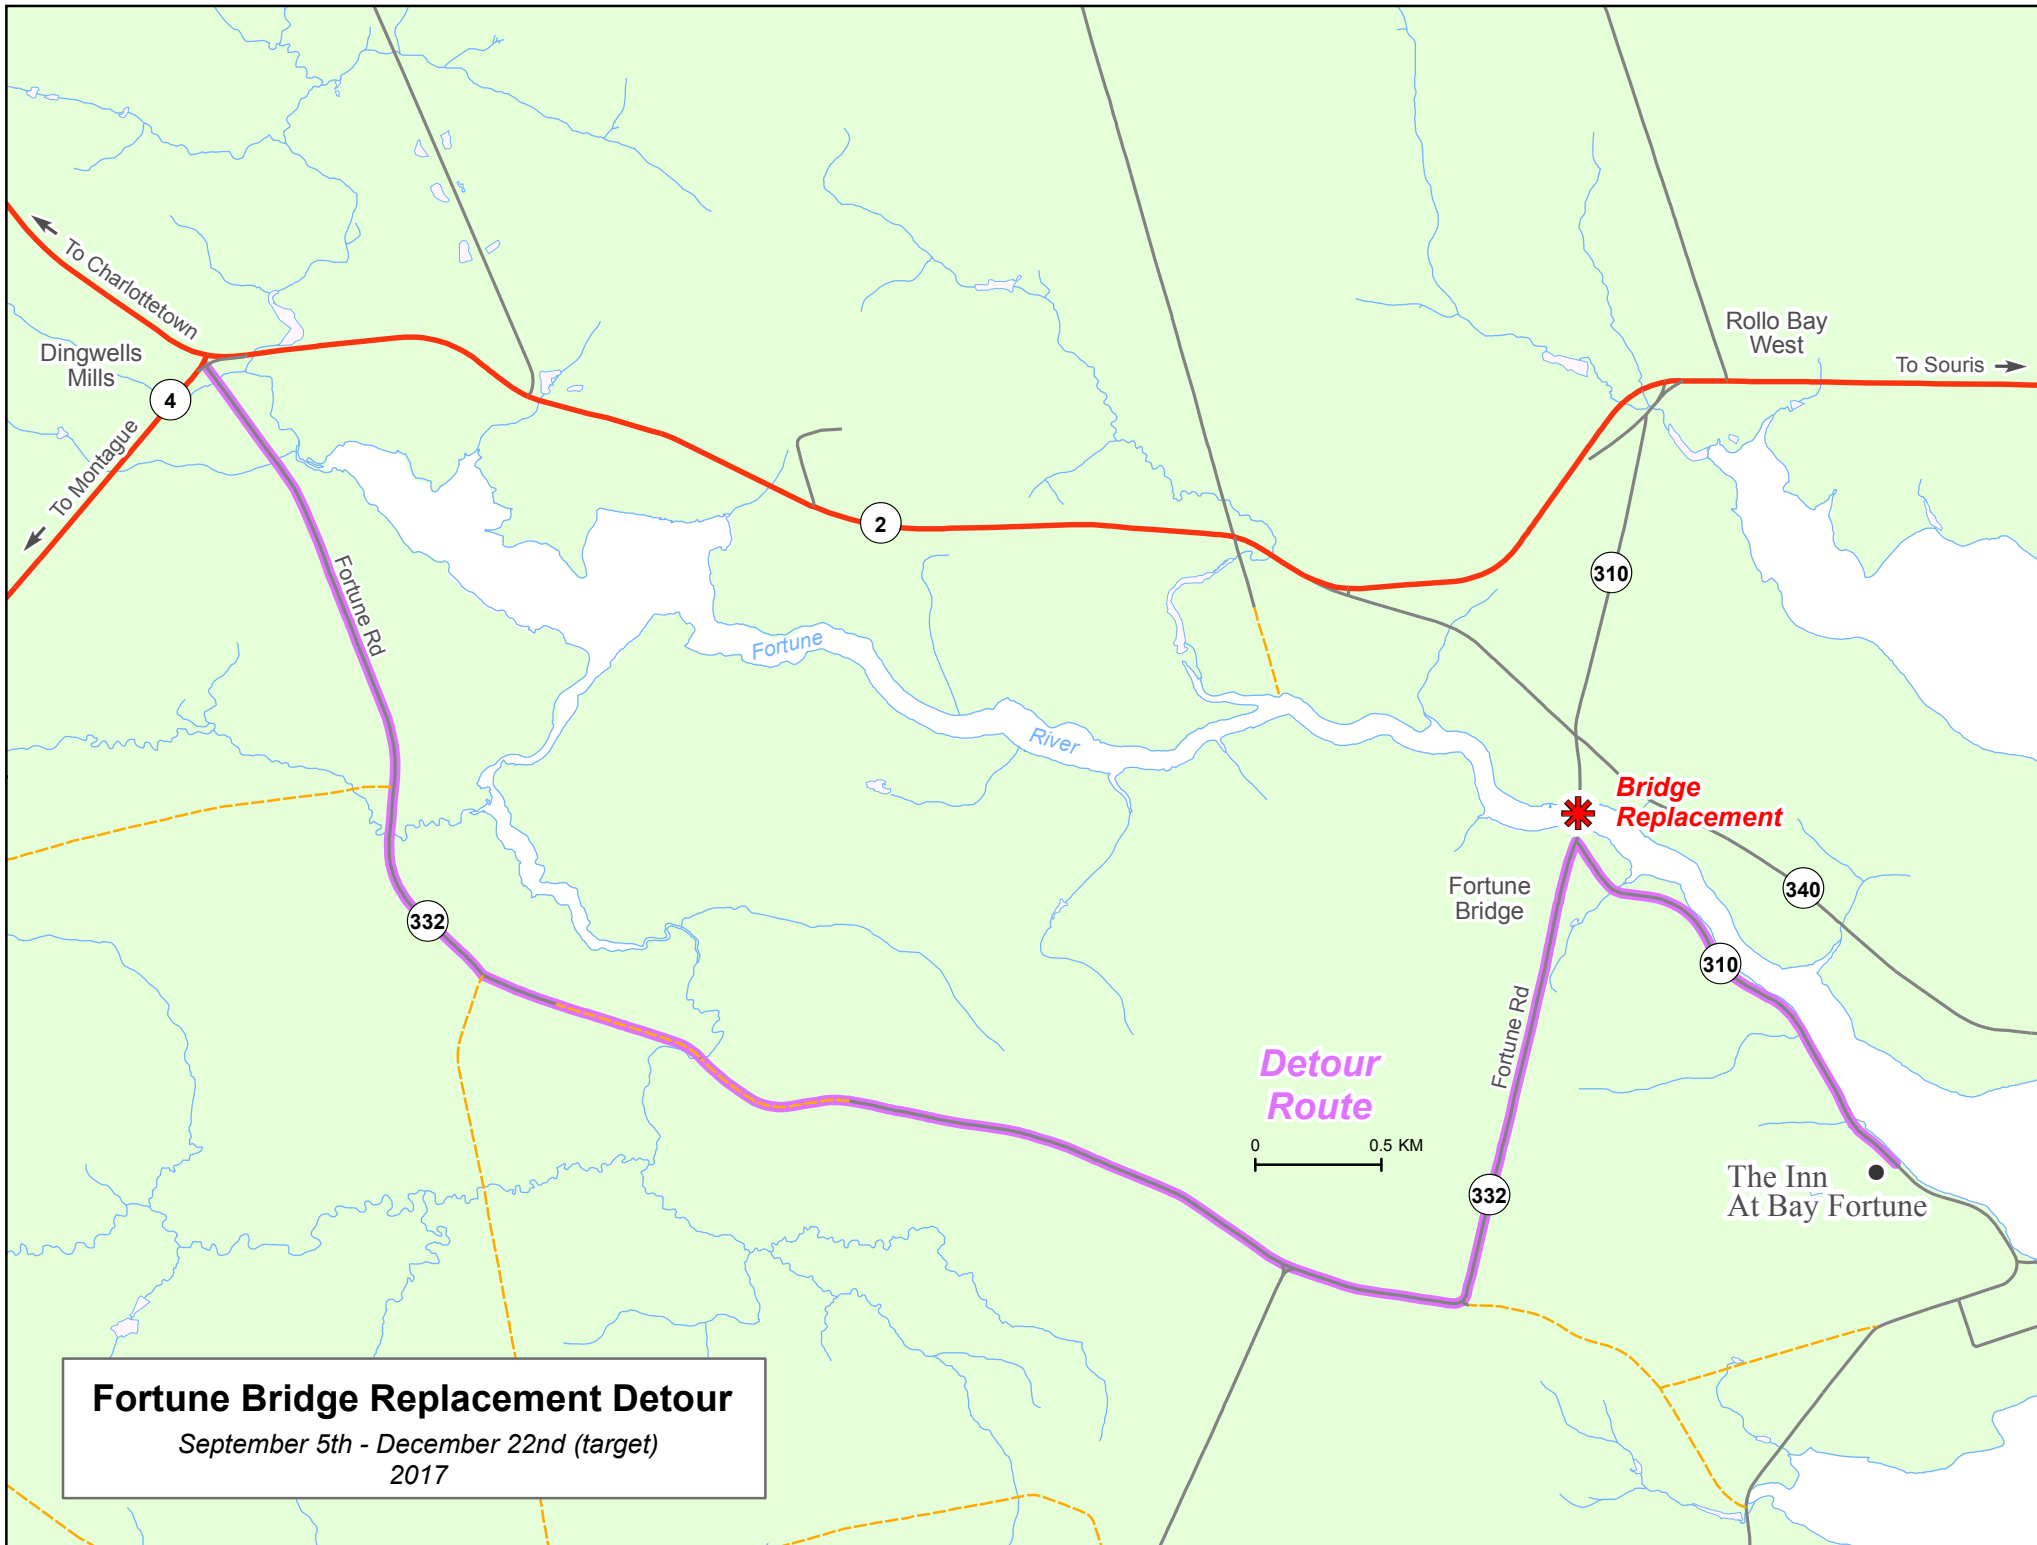 To Charlottetown
Dingwells
Mills
4
To Montague
Rollo Bay
West
To Souris
2
310
Fortune Rd
Fortune
River
Bridge
Replacement
340
Fortune
Bridge
332
310
Fortune Rd
Detour
Route
0 0.5 KM
332
The Inn
At Bay Fortune
Fortune Bridge Replacement Detour
September 5th - December 22nd (target)
2017